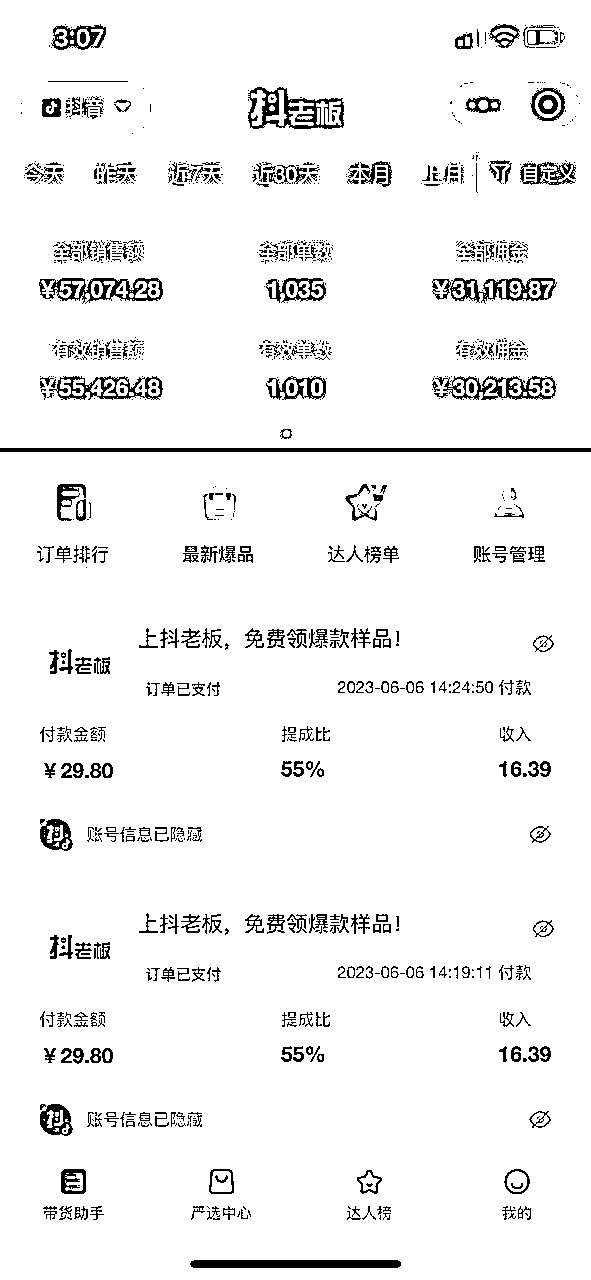 3:07
抖音
抖老板
今天 昨天 近7天 近30天 本月 上月 自定义
全部销售额 全部单数 全部佣金
¥57,074.28 1,035 ¥31,119.87
有效销售额 有效单数 有效佣金
¥55,426.48 1,010 ¥30,213.58
订单排行 最新爆品 达人榜单 账号管理
上抖老板，免费领爆款样品！
抖老板
订单已支付 2023-06-06 14:24:50 付款
付款金额 提成比 收入
¥29.80 55% 16.39
抖 账号信息已隐藏
上抖老板，免费领爆款样品！
抖老板
订单已支付 2023-06-06 14:19:11 付款
付款金额 提成比 收入
¥29.80 55% 16.39
抖 账号信息已隐藏
带货助手 严选中心 达人榜 我的